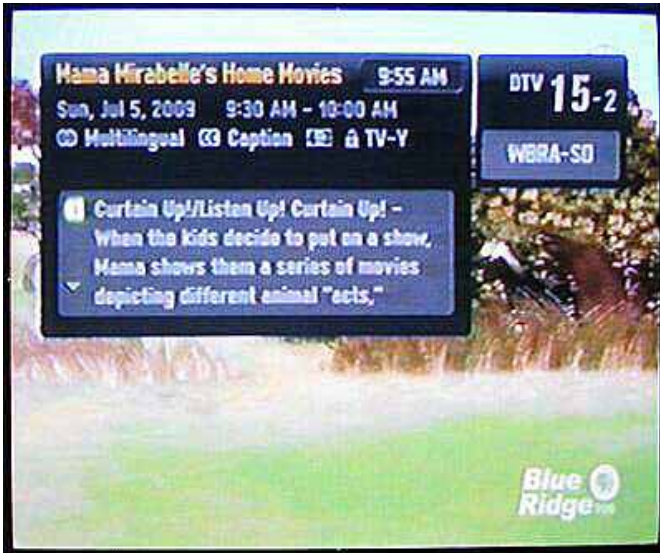 Mama Mirabelle's Home Movies 9:55 AM
Sun, Jul 5, 2009 9:30 AM - 10:00 AM
Multilingual CC Caption SD TV-Y
DTV 15-2
WBRA-SD
i Curtain Up!/Listen Up! Curtain Up! -
When the kids decide to put on a show,
Mama shows them a series of movies
depicting different animal "acts,"
Blue
Ridge PBS